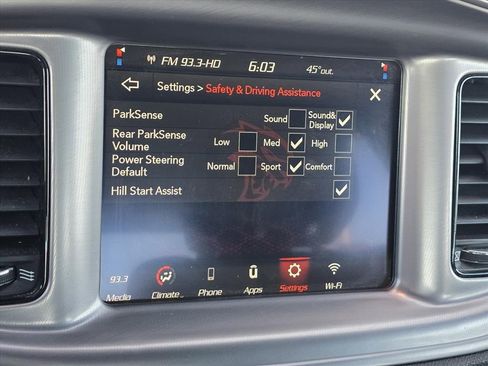 FM 93.3-HD 6:03 45°out.
Settings > Safety & Driving Assistance X
ParkSense Sound Sound& Display
Rear ParkSense Volume Low Med High
Power Steering Default Normal Sport Comfort
Hill Start Assist
93.3
Media Climate Phone Apps Settings Wi-Fi